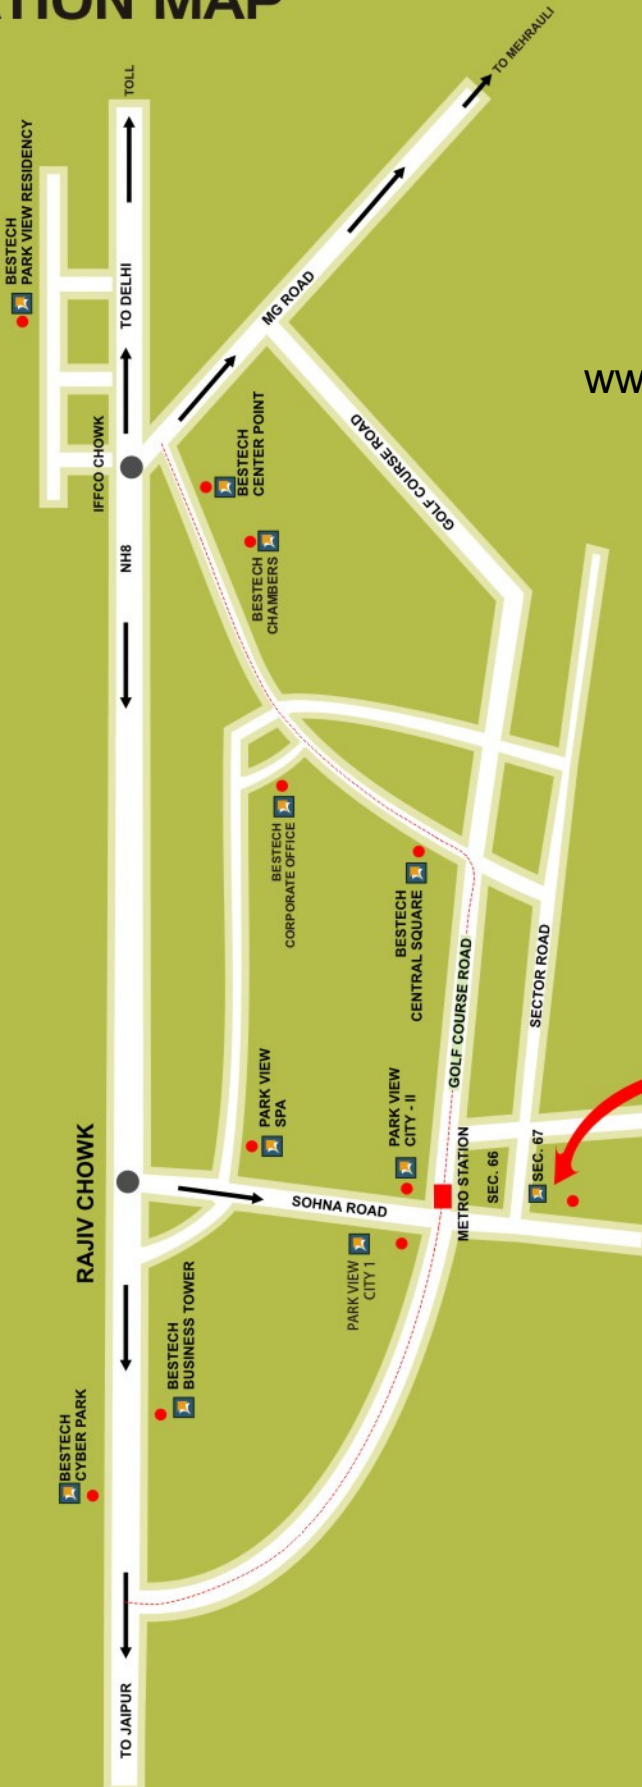 ATION MAP
TO MEHRAULI
TOLL
BESTECH
PARK VIEW RESIDENCY
TO DELHI
MG ROAD
ww
IFFCO CHOWK
BESTECH
CENTER POINT
GOLF COURSE ROAD
NH8
BESTECH
CHAMBERS
BESTECH
CORPORATE OFFICE
BESTECH
CENTRAL SQUARE
GOLF COURSE ROAD
SECTOR ROAD
PARK VIEW
SPA
PARK VIEW
CITY - II
RAJIV CHOWK
SOHNA ROAD
METRO STATION
SEC. 66
SEC. 67
PARK VIEW
CITY 1
BESTECH
BUSINESS TOWER
BESTECH
CYBER PARK
TO JAIPUR